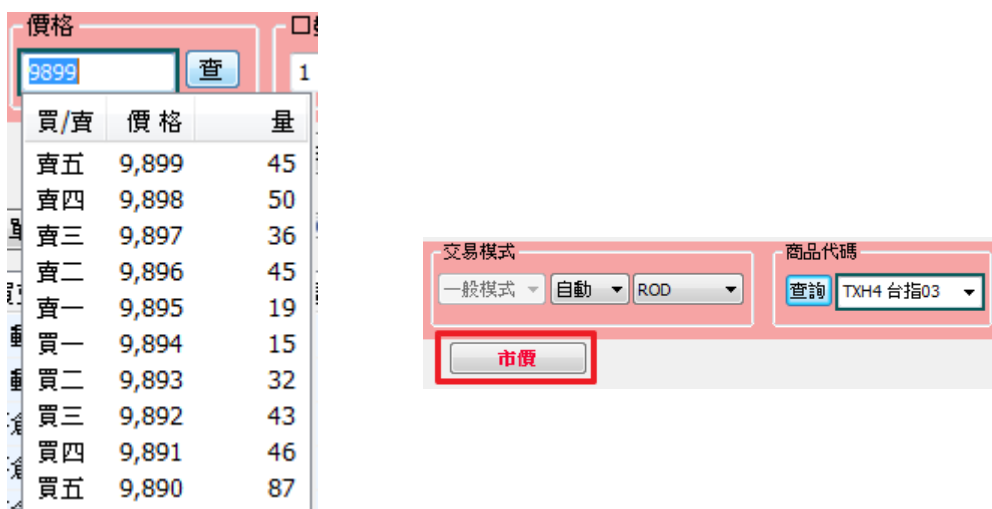 價格
9899 查 1
買/賣 價格 量
賣五 9,899 45
賣四 9,898 50
賣三 9,897 36
賣二 9,896 45
賣一 9,895 19
買一 9,894 15
買二 9,893 32
買三 9,892 43
買四 9,891 46
買五 9,890 87
交易模式 商品代碼
一般模式 自動 ROD 查詢 TXH4 台指03
市價